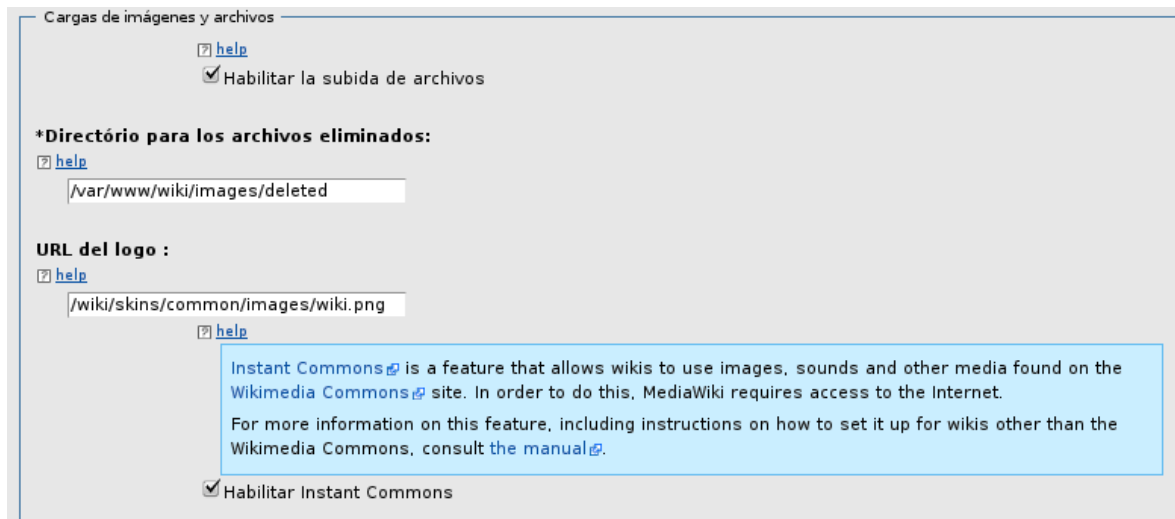 Cargas de imágenes y archivos
? help
Habilitar la subida de archivos
*Directório para los archivos eliminados:
? help
/var/www/wiki/images/deleted
URL del logo :
? help
/wiki/skins/common/images/wiki.png
? help
Instant Commons is a feature that allows wikis to use images, sounds and other media found on the
Wikimedia Commons site. In order to do this, MediaWiki requires access to the Internet.
For more information on this feature, including instructions on how to set it up for wikis other than the
Wikimedia Commons, consult the manual.
Habilitar Instant Commons